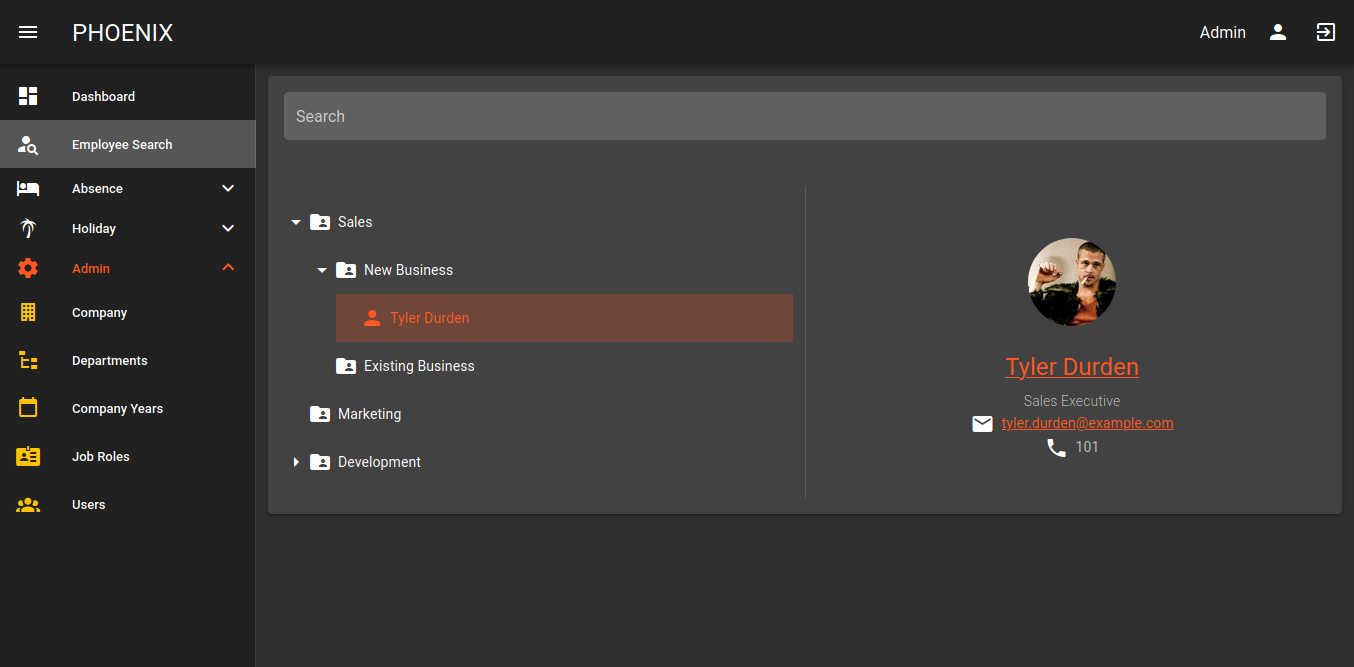 PHOENIX
Admin
Dashboard
Employee Search
Absence
Holiday
Admin
Company
Departments
Company Years
Job Roles
Users
Search
Sales
New Business
Tyler Durden
Existing Business
Marketing
Development
Tyler Durden
Sales Executive
tyler.durden@example.com
101